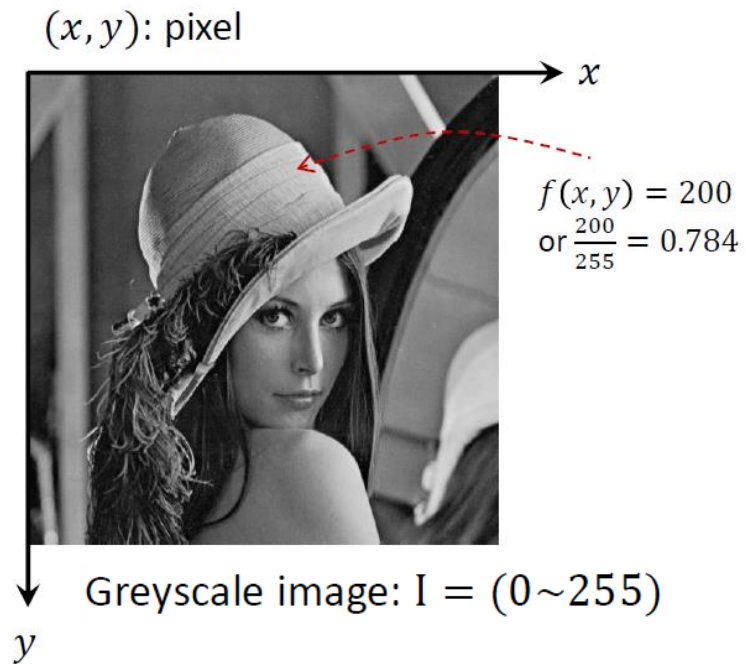 (x, y): pixel
x
f(x, y) = 200
or 200/255 = 0.784
Greyscale image: I = (0~255)
y